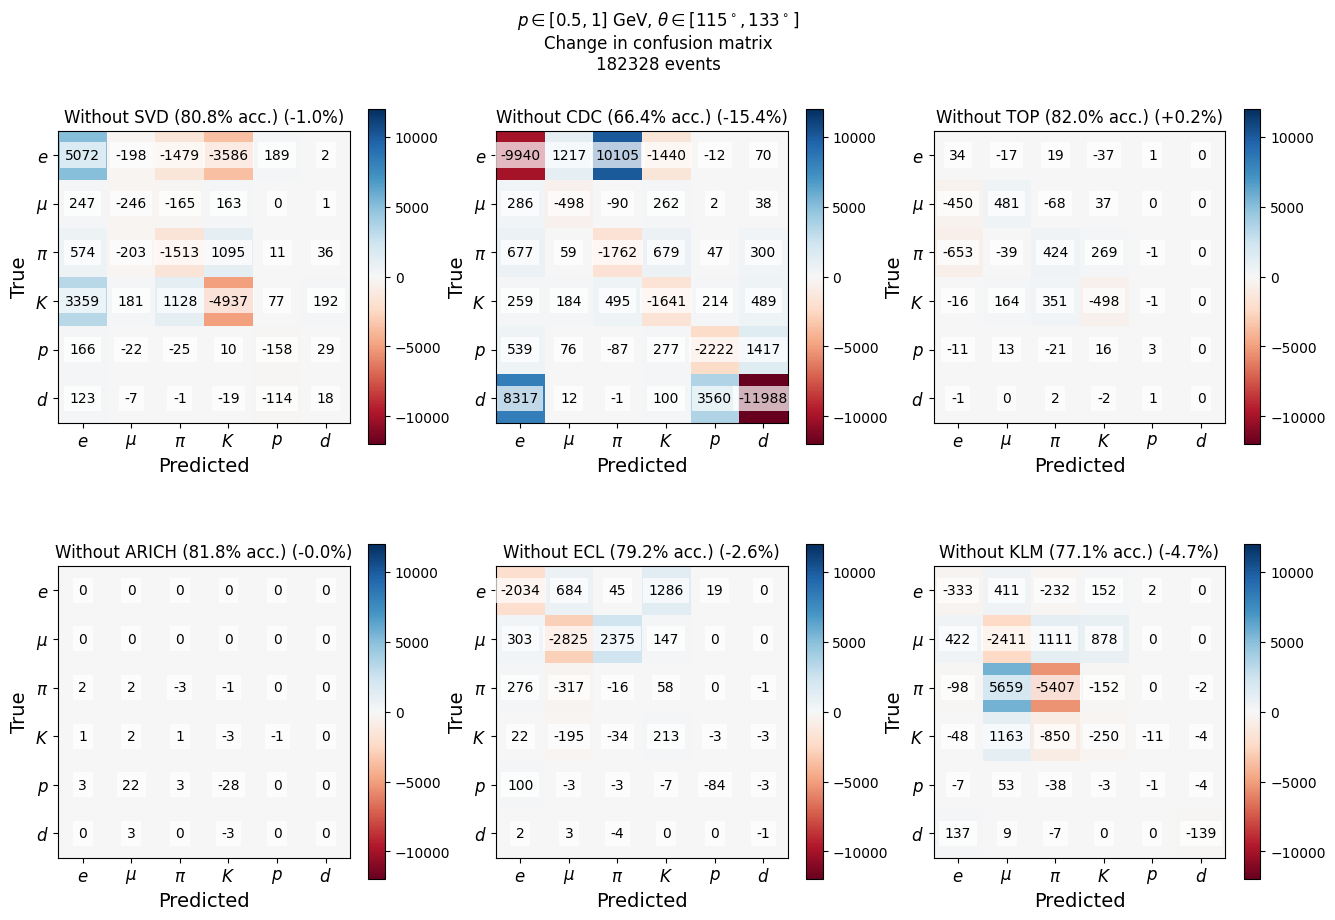 p ∈ [0.5, 1] GeV, θ ∈ [115°, 133°]
Change in confusion matrix
182328 events
Without SVD (80.8% acc.) (-1.0%)
e 5072 -198 -1479 -3586 189 2
μ 247 -246 -165 163 0 1
π 574 -203 -1513 1095 11 36
K 3359 181 1128 -4937 77 192
p 166 -22 -25 10 -158 29
d 123 -7 -1 -19 -114 18
e μ π K p d
True
Predicted
10000
5000
0
−5000
−10000
Without CDC (66.4% acc.) (-15.4%)
e -9940 1217 10105 -1440 -12 70
μ 286 -498 -90 262 2 38
π 677 59 -1762 679 47 300
K 259 184 495 -1641 214 489
p 539 76 -87 277 -2222 1417
d 8317 12 -1 100 3560 -11988
e μ π K p d
True
Predicted
10000
5000
0
−5000
−10000
Without TOP (82.0% acc.) (+0.2%)
e 34 -17 19 -37 1 0
μ -450 481 -68 37 0 0
π -653 -39 424 269 -1 0
K -16 164 351 -498 -1 0
p -11 13 -21 16 3 0
d -1 0 2 -2 1 0
e μ π K p d
True
Predicted
10000
5000
0
−5000
−10000
Without ARICH (81.8% acc.) (-0.0%)
e 0 0 0 0 0 0
μ 0 0 0 0 0 0
π 2 2 -3 -1 0 0
K 1 2 1 -3 -1 0
p 3 22 3 -28 0 0
d 0 3 0 -3 0 0
e μ π K p d
True
Predicted
10000
5000
0
−5000
−10000
Without ECL (79.2% acc.) (-2.6%)
e -2034 684 45 1286 19 0
μ 303 -2825 2375 147 0 0
π 276 -317 -16 58 0 -1
K 22 -195 -34 213 -3 -3
p 100 -3 -3 -7 -84 -3
d 2 3 -4 0 0 -1
e μ π K p d
True
Predicted
10000
5000
0
−5000
−10000
Without KLM (77.1% acc.) (-4.7%)
e -333 411 -232 152 2 0
μ 422 -2411 1111 878 0 0
π -98 5659 -5407 -152 0 -2
K -48 1163 -850 -250 -11 -4
p -7 53 -38 -3 -1 -4
d 137 9 -7 0 0 -139
e μ π K p d
True
Predicted
10000
5000
0
−5000
−10000